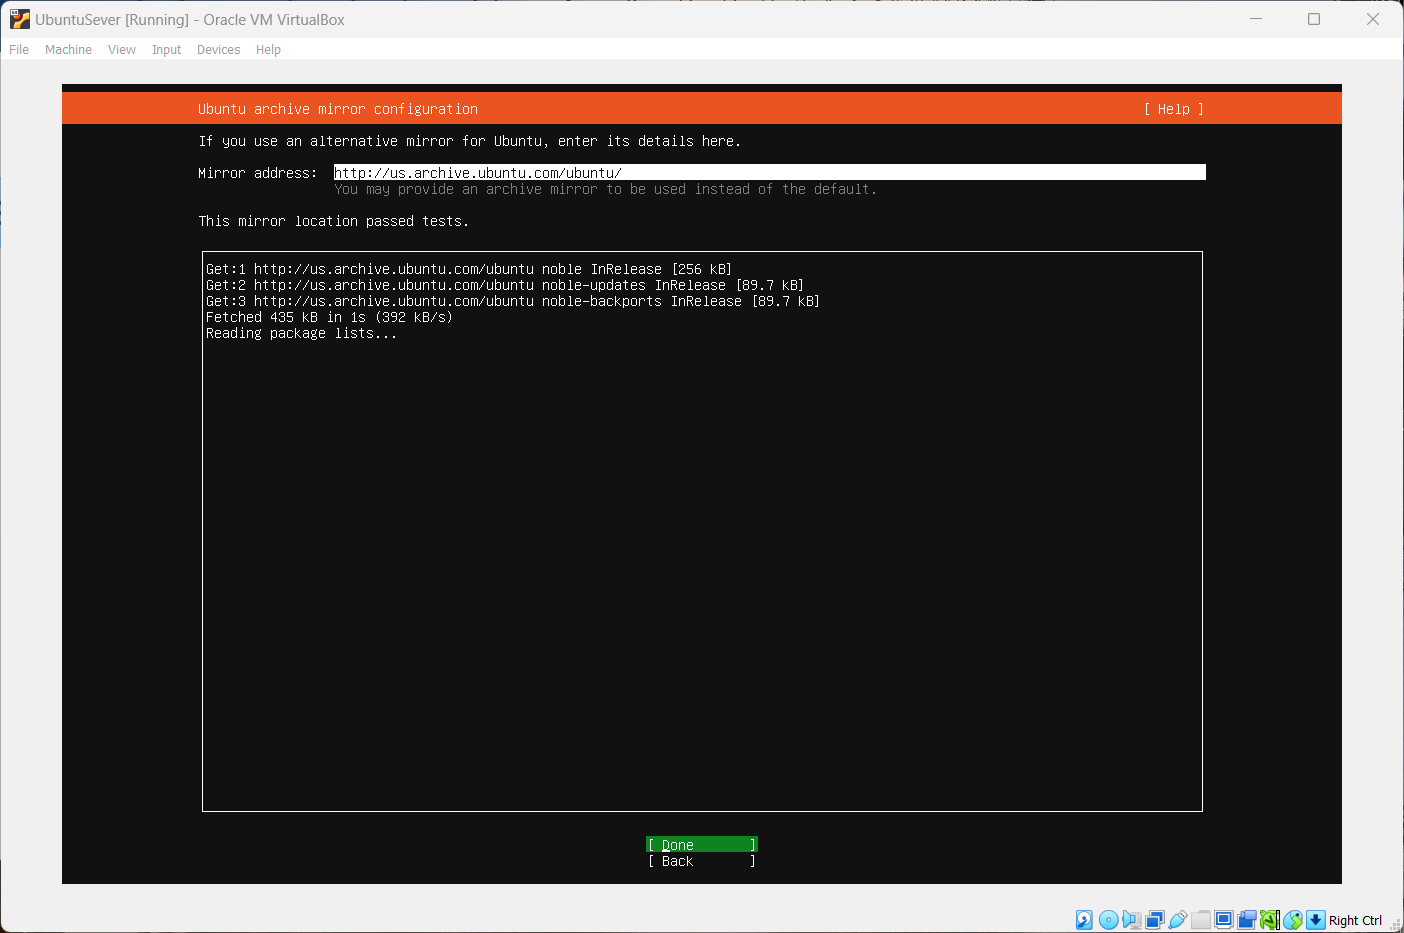 UbuntuSever [Running] - Oracle VM VirtualBox
File Machine View Input Devices Help
Ubuntu archive mirror configuration [ Help ]
If you use an alternative mirror for Ubuntu, enter its details here.
Mirror address: http://us.archive.ubuntu.com/ubuntu/
You may provide an archive mirror to be used instead of the default.
This mirror location passed tests.
Get:1 http://us.archive.ubuntu.com/ubuntu noble InRelease [256 kB]
Get:2 http://us.archive.ubuntu.com/ubuntu noble-updates InRelease [89.7 kB]
Get:3 http://us.archive.ubuntu.com/ubuntu noble-backports InRelease [89.7 kB]
Fetched 435 kB in 1s (392 kB/s)
Reading package lists...
[ Done ]
[ Back ]
Right Ctrl